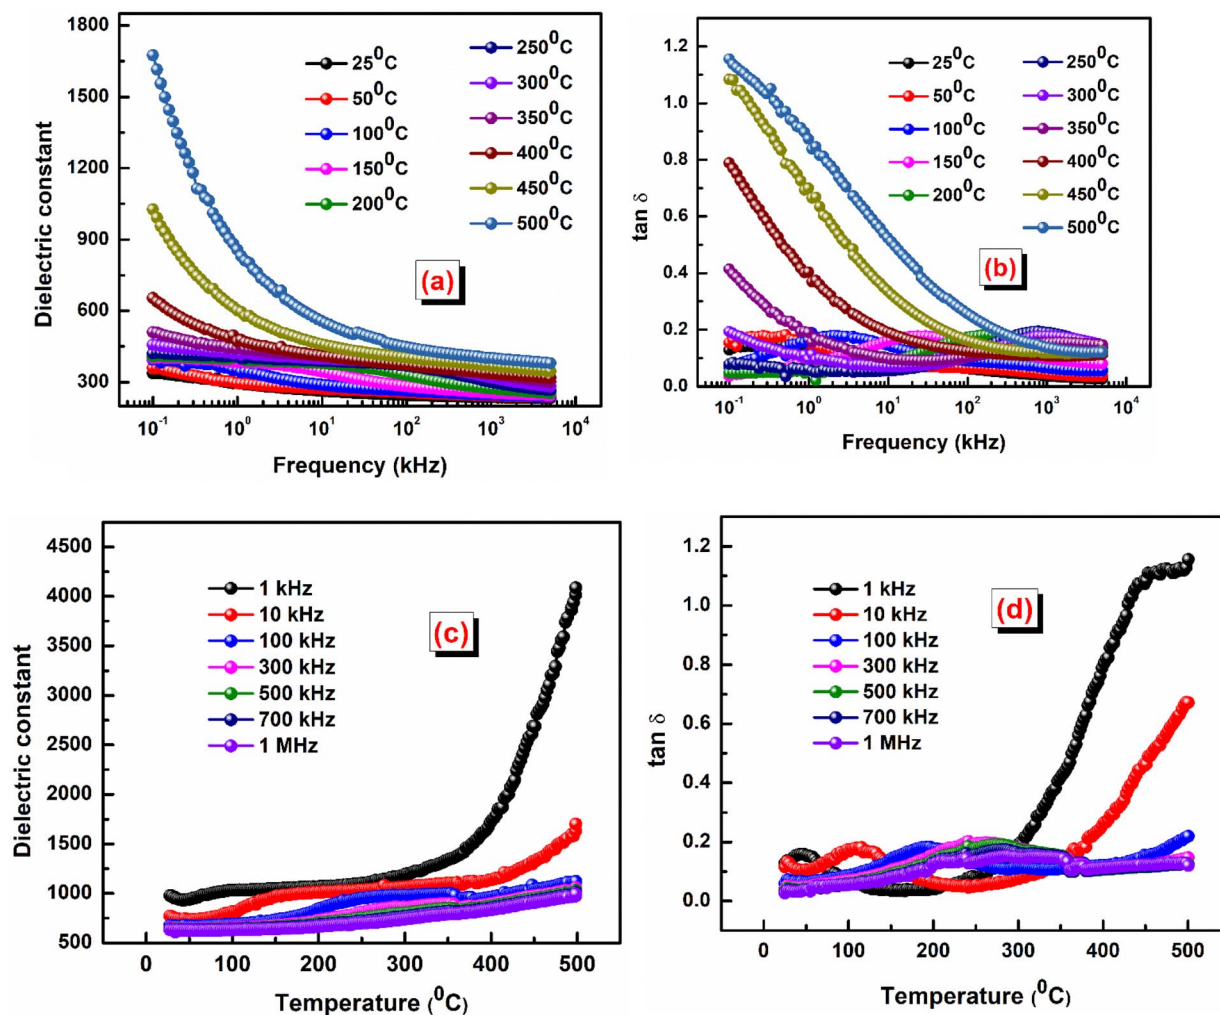 1800
1500
1200
900
600
300
Dielectric constant
25⁰C
50⁰C
100⁰C
150⁰C
200⁰C
250⁰C
300⁰C
350⁰C
400⁰C
450⁰C
500⁰C
(a)
10⁻¹ 10⁰ 10¹ 10² 10³ 10⁴
Frequency (kHz)
1.2
1.0
0.8
0.6
0.4
0.2
0.0
tan δ
25⁰C
50⁰C
100⁰C
150⁰C
200⁰C
250⁰C
300⁰C
350⁰C
400⁰C
450⁰C
500⁰C
(b)
10⁻¹ 10⁰ 10¹ 10² 10³ 10⁴
Frequency (kHz)
4500
4000
3500
3000
2500
2000
1500
1000
500
Dielectric constant
1 kHz
10 kHz
100 kHz
300 kHz
500 kHz
700 kHz
1 MHz
(c)
0 100 200 300 400 500
Temperature (⁰C)
1.2
1.0
0.8
0.6
0.4
0.2
0.0
tan δ
1 kHz
10 kHz
100 kHz
300 kHz
500 kHz
700 kHz
1 MHz
(d)
0 100 200 300 400 500
Temperature (⁰C)